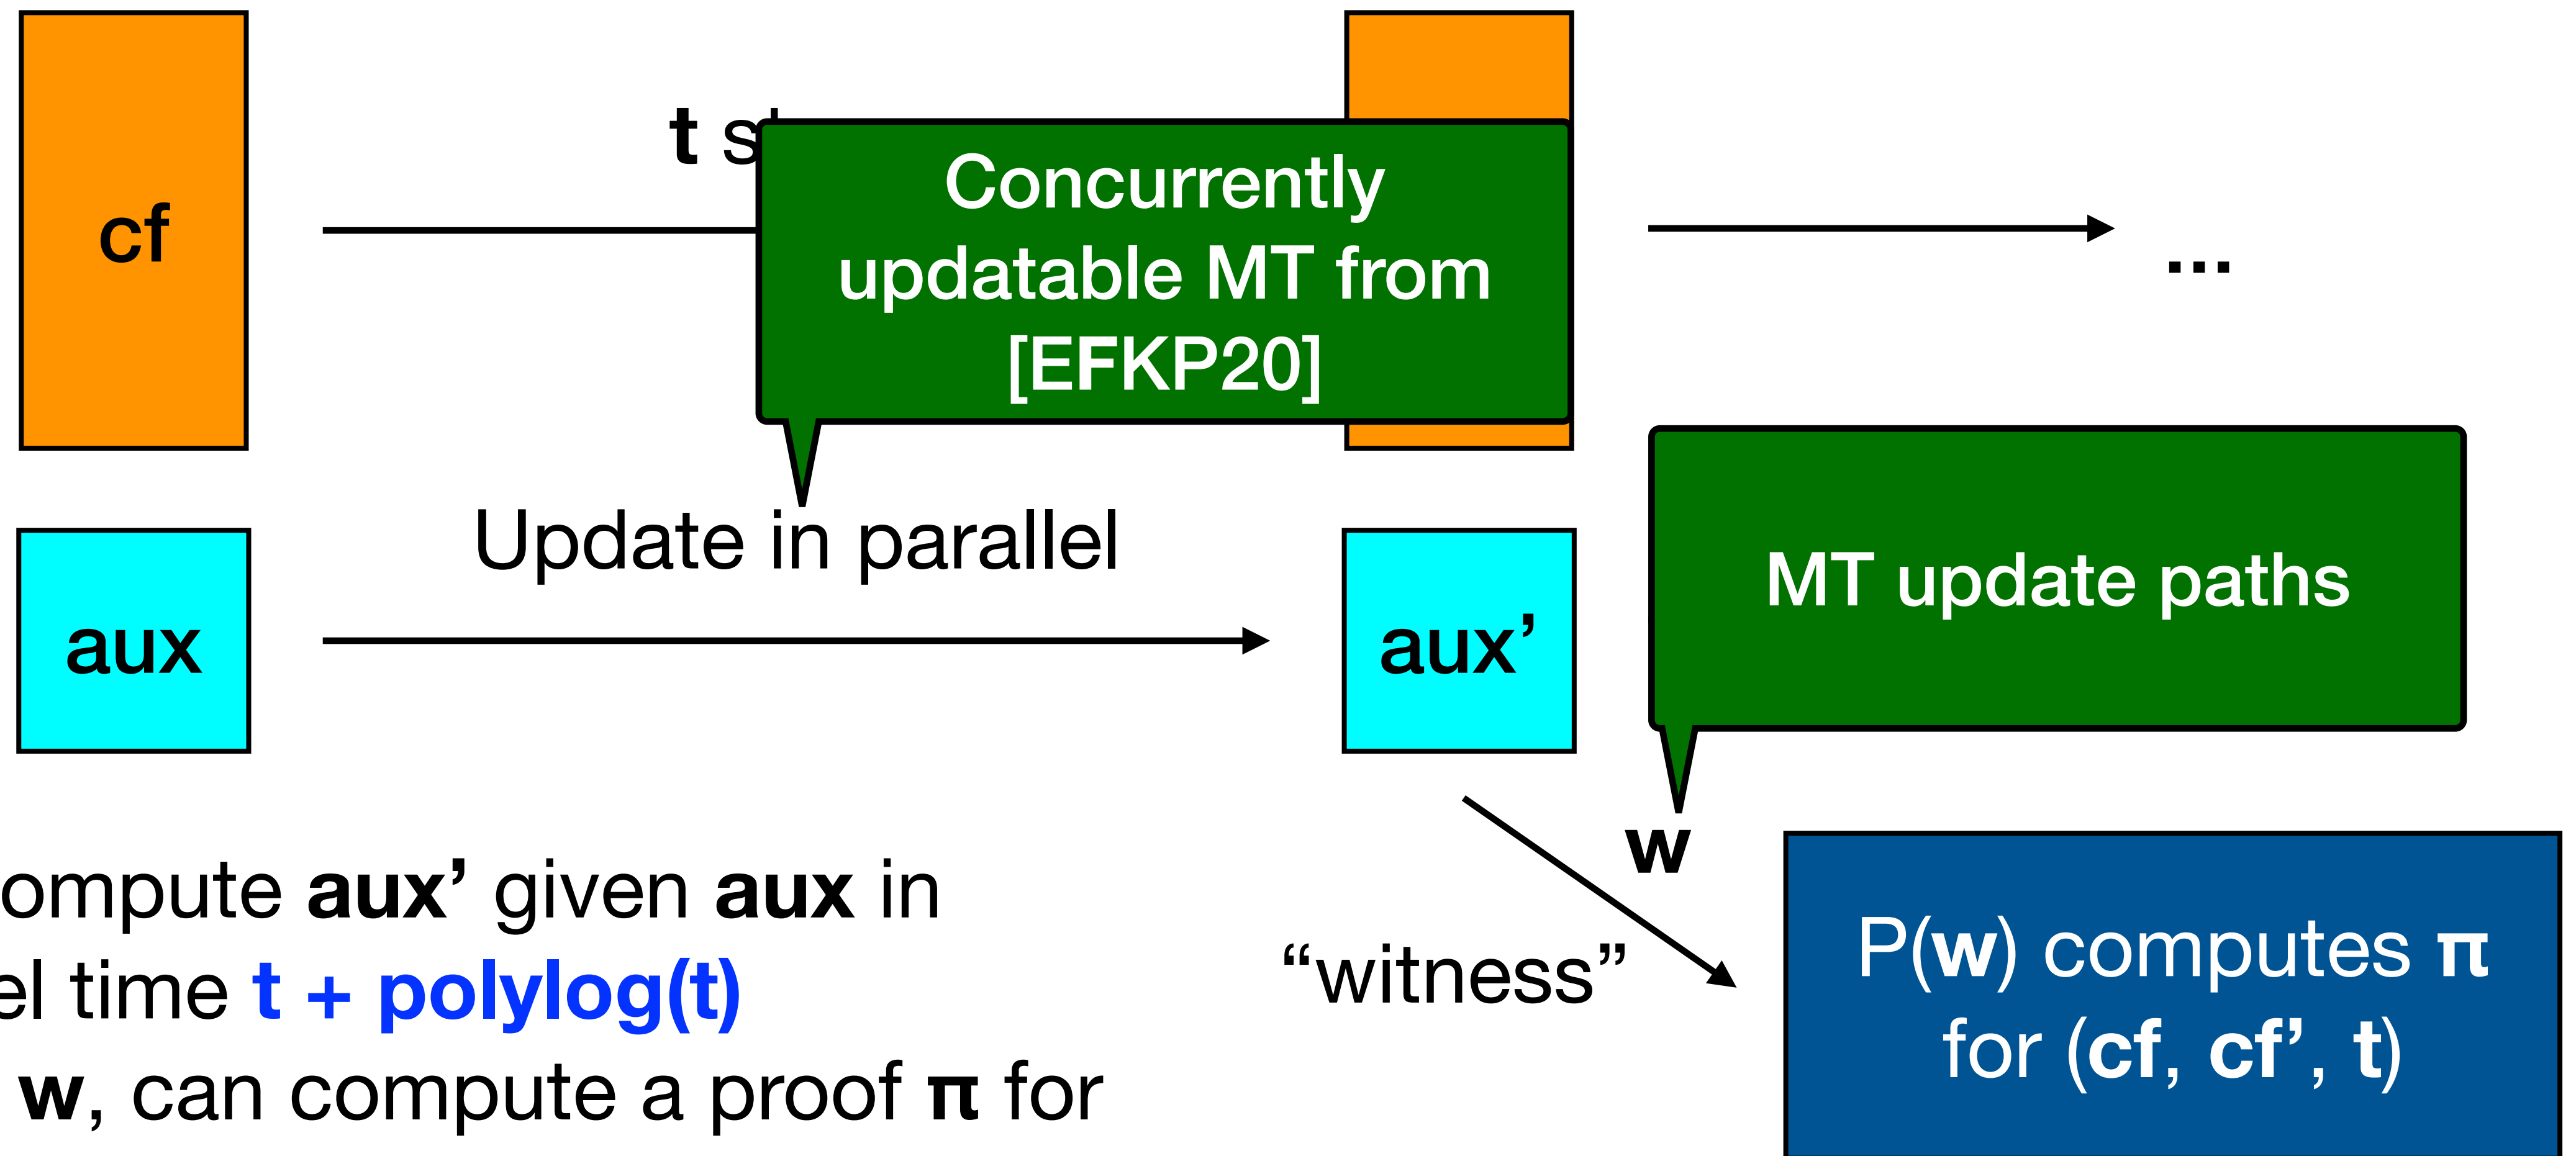 cf
t s
Concurrently
updatable MT from
[EFKP20]
...
Update in parallel
MT update paths
aux
aux’
w
“witness”
ompute aux’ given aux in
el time t + polylog(t)
w, can compute a proof π for
P(w) computes π
for (cf, cf’, t)